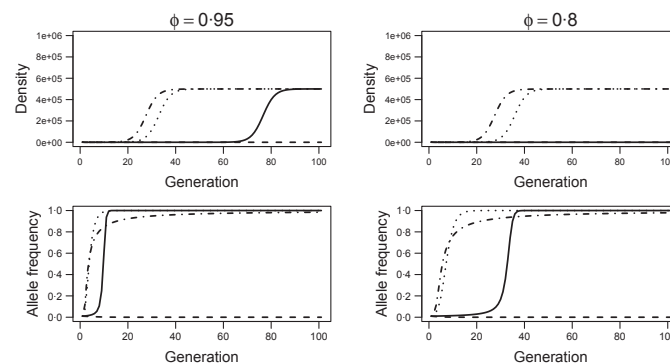 ϕ = 0·95
ϕ = 0·8
Density
1e+06
8e+05
6e+05
4e+05
2e+05
0e+00
0 20 40 60 80 100
Generation
Density
1e+06
8e+05
6e+05
4e+05
2e+05
0e+00
0 20 40 60 80 100
Generation
Allele frequency
1·0
0·8
0·6
0·4
0·2
0·0
0 20 40 60 80 100
Generation
Allele frequency
1·0
0·8
0·6
0·4
0·2
0·0
0 20 40 60 80 100
Generation